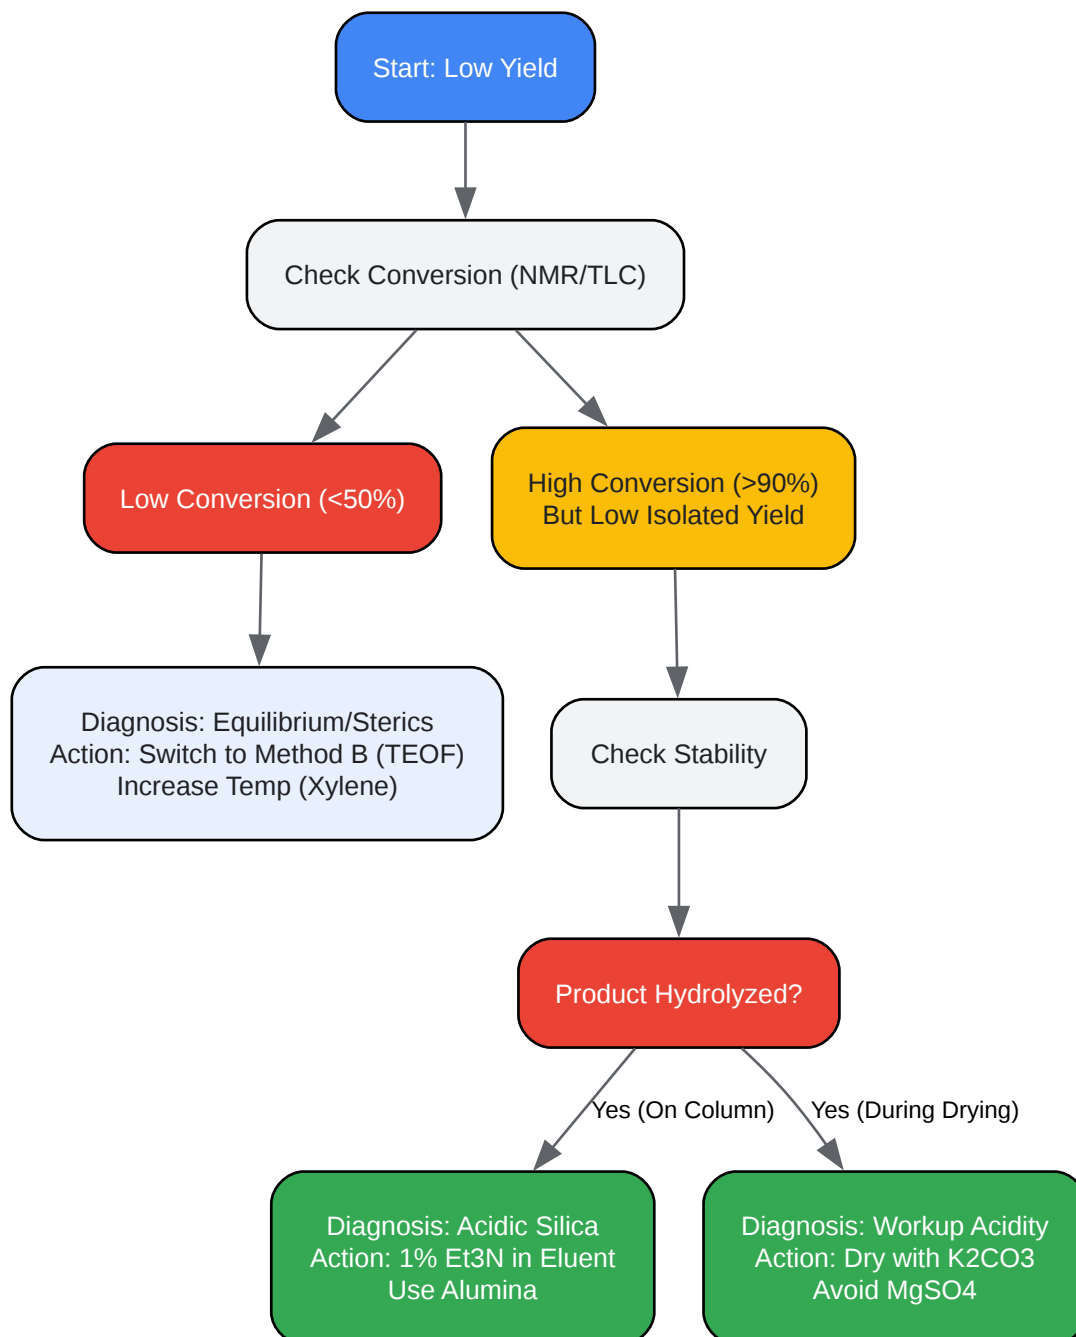 Start: Low Yield
Check Conversion (NMR/TLC)
Low Conversion (<50%)
High Conversion (>90%)
But Low Isolated Yield
Diagnosis: Equilibrium/Sterics
Action: Switch to Method B (TEOF)
Increase Temp (Xylene)
Check Stability
Product Hydrolyzed?
Yes (On Column)
Yes (During Drying)
Diagnosis: Acidic Silica
Action: 1% Et3N in Eluent
Use Alumina
Diagnosis: Workup Acidity
Action: Dry with K2CO3
Avoid MgSO4